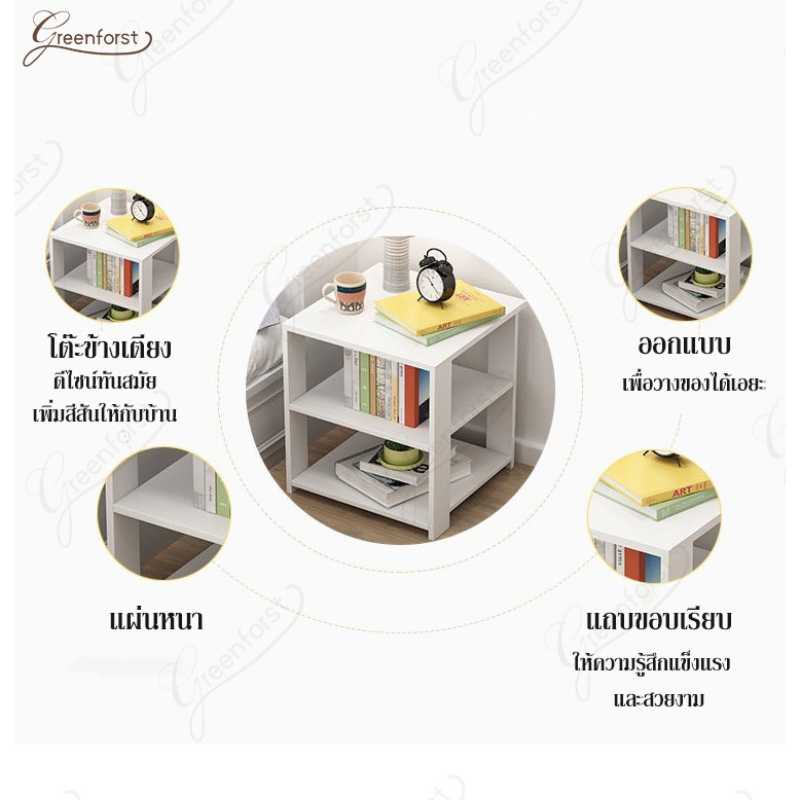 Greenforst
โต๊ะข้างเตียง
ดีไซน์ทันสมัย
เพิ่มสีสันให้กับบ้าน
ออกแบบ
เพื่อวางของได้เอยะ
ART
แผ่นหนา
แถบขอบเรียบ
ให้ความรู้สึกแข็งแรง
และสวยงาม